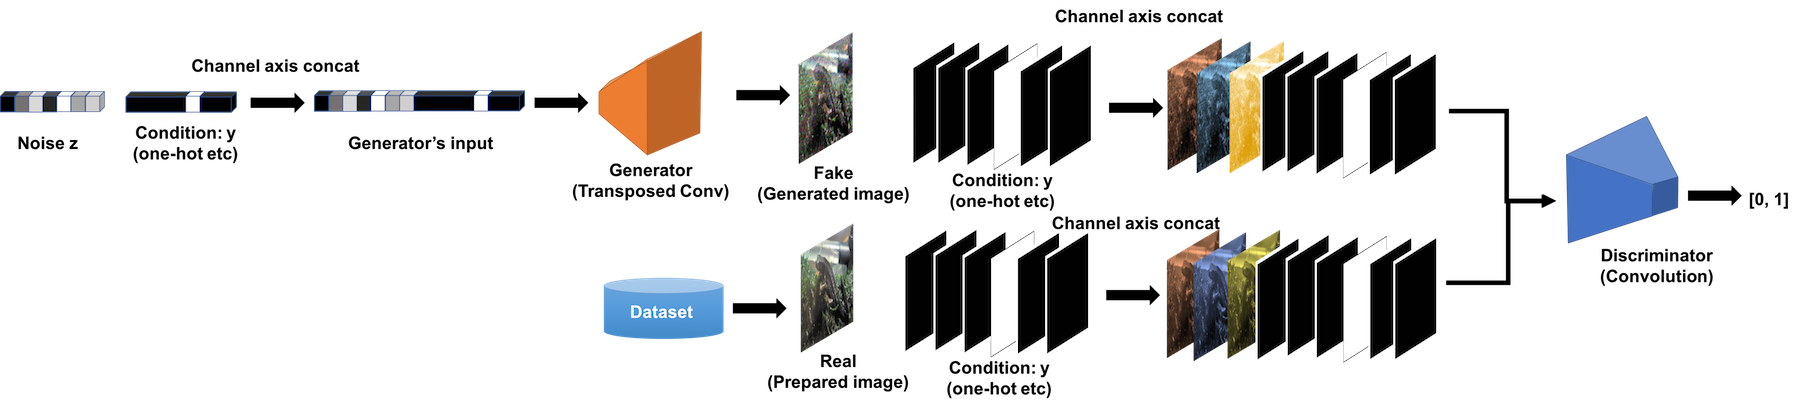 Channel axis concat
Noise z
Condition: y
(one-hot etc)
Generator's input
Generator
(Transposed Conv)
Fake
(Generated image)
Condition: y
(one-hot etc)
Channel axis concat
Dataset
Real
(Prepared image)
Condition: y
(one-hot etc)
Channel axis concat
Discriminator
(Convolution)
[0, 1]